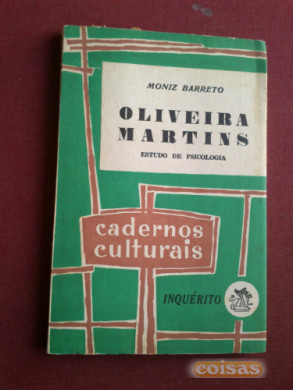 MONIZ BARRETO
OLIVEIRA
MARTINS
ESTUDO DE PSICOLOGIA
cadernos
culturais
INQUÉRITO
coisas